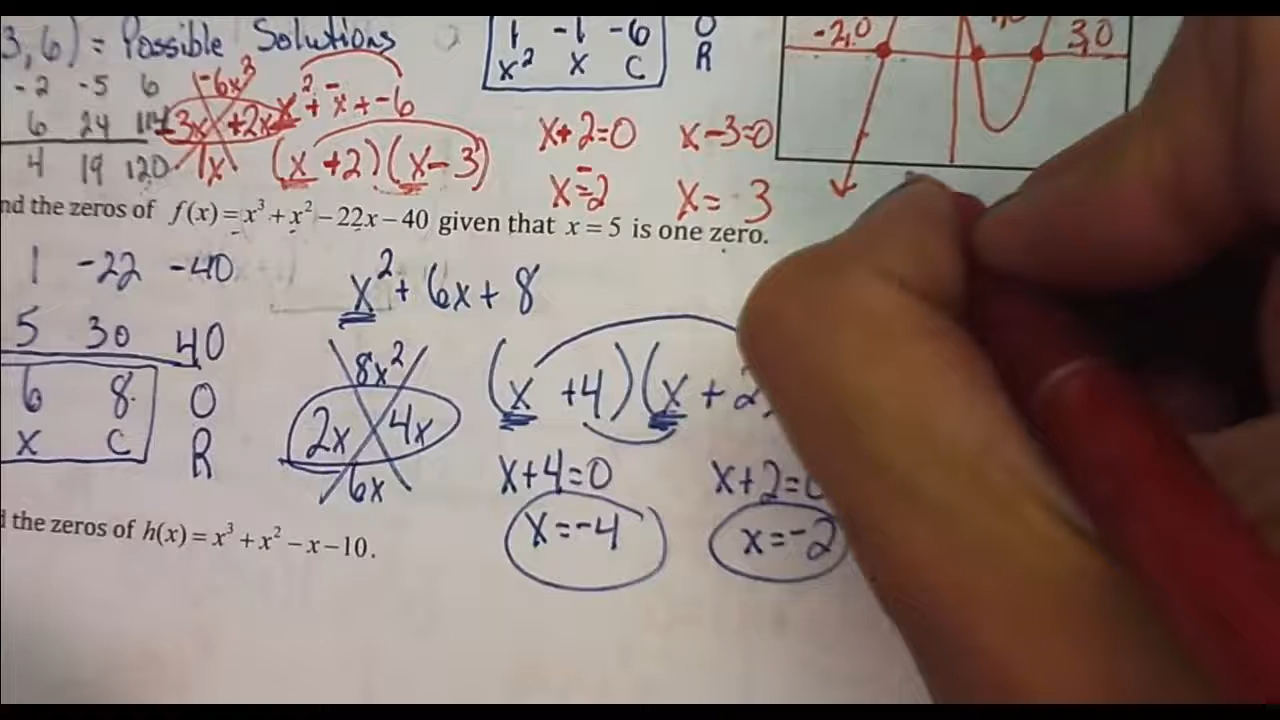 3,6) = Possible Solutions
-2 -5 6
6 24
4 19 120
-6x³
3x +2x
1x
x² + -x + -6
(x +2)(x - 3)
1 -1 -6 0
x² x C R
x+2=0 x-3=0
x=-2 x= 3
-2,0 3,0
nd the zeros of f(x) = x³ + x² - 22x - 40 given that x = 5 is one zero.
1 -22 -40
5 30 40
6 8 0
x C R
x² + 6x + 8
8x²
2x 4x
6x
(x +4)(x + 2
x+4=0 x+2=0
x=-4 x=-2
the zeros of h(x) = x³ + x² - x - 10.